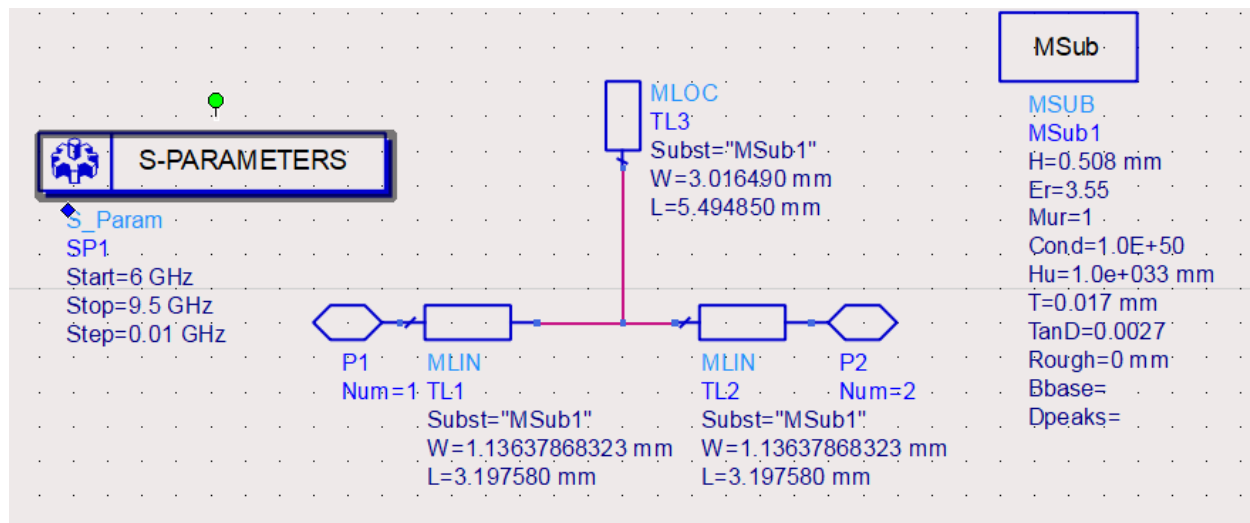 S-PARAMETERS
S_Param
SP1
Start=6 GHz
Stop=9.5 GHz
Step=0.01 GHz
MLOC
TL3
Subst="MSub1"
W=3.016490 mm
L=5.494850 mm
P1
Num=1
MLIN
TL1
Subst="MSub1"
W=1.13637868323 mm
L=3.197580 mm
MLIN
TL2
Subst="MSub1"
W=1.13637868323 mm
L=3.197580 mm
P2
Num=2
MSub
MSUB
MSub1
H=0.508 mm
Er=3.55
Mur=1
Cond=1.0E+50
Hu=1.0e+033 mm
T=0.017 mm
TanD=0.0027
Rough=0 mm
Bbase=
Dpeaks=